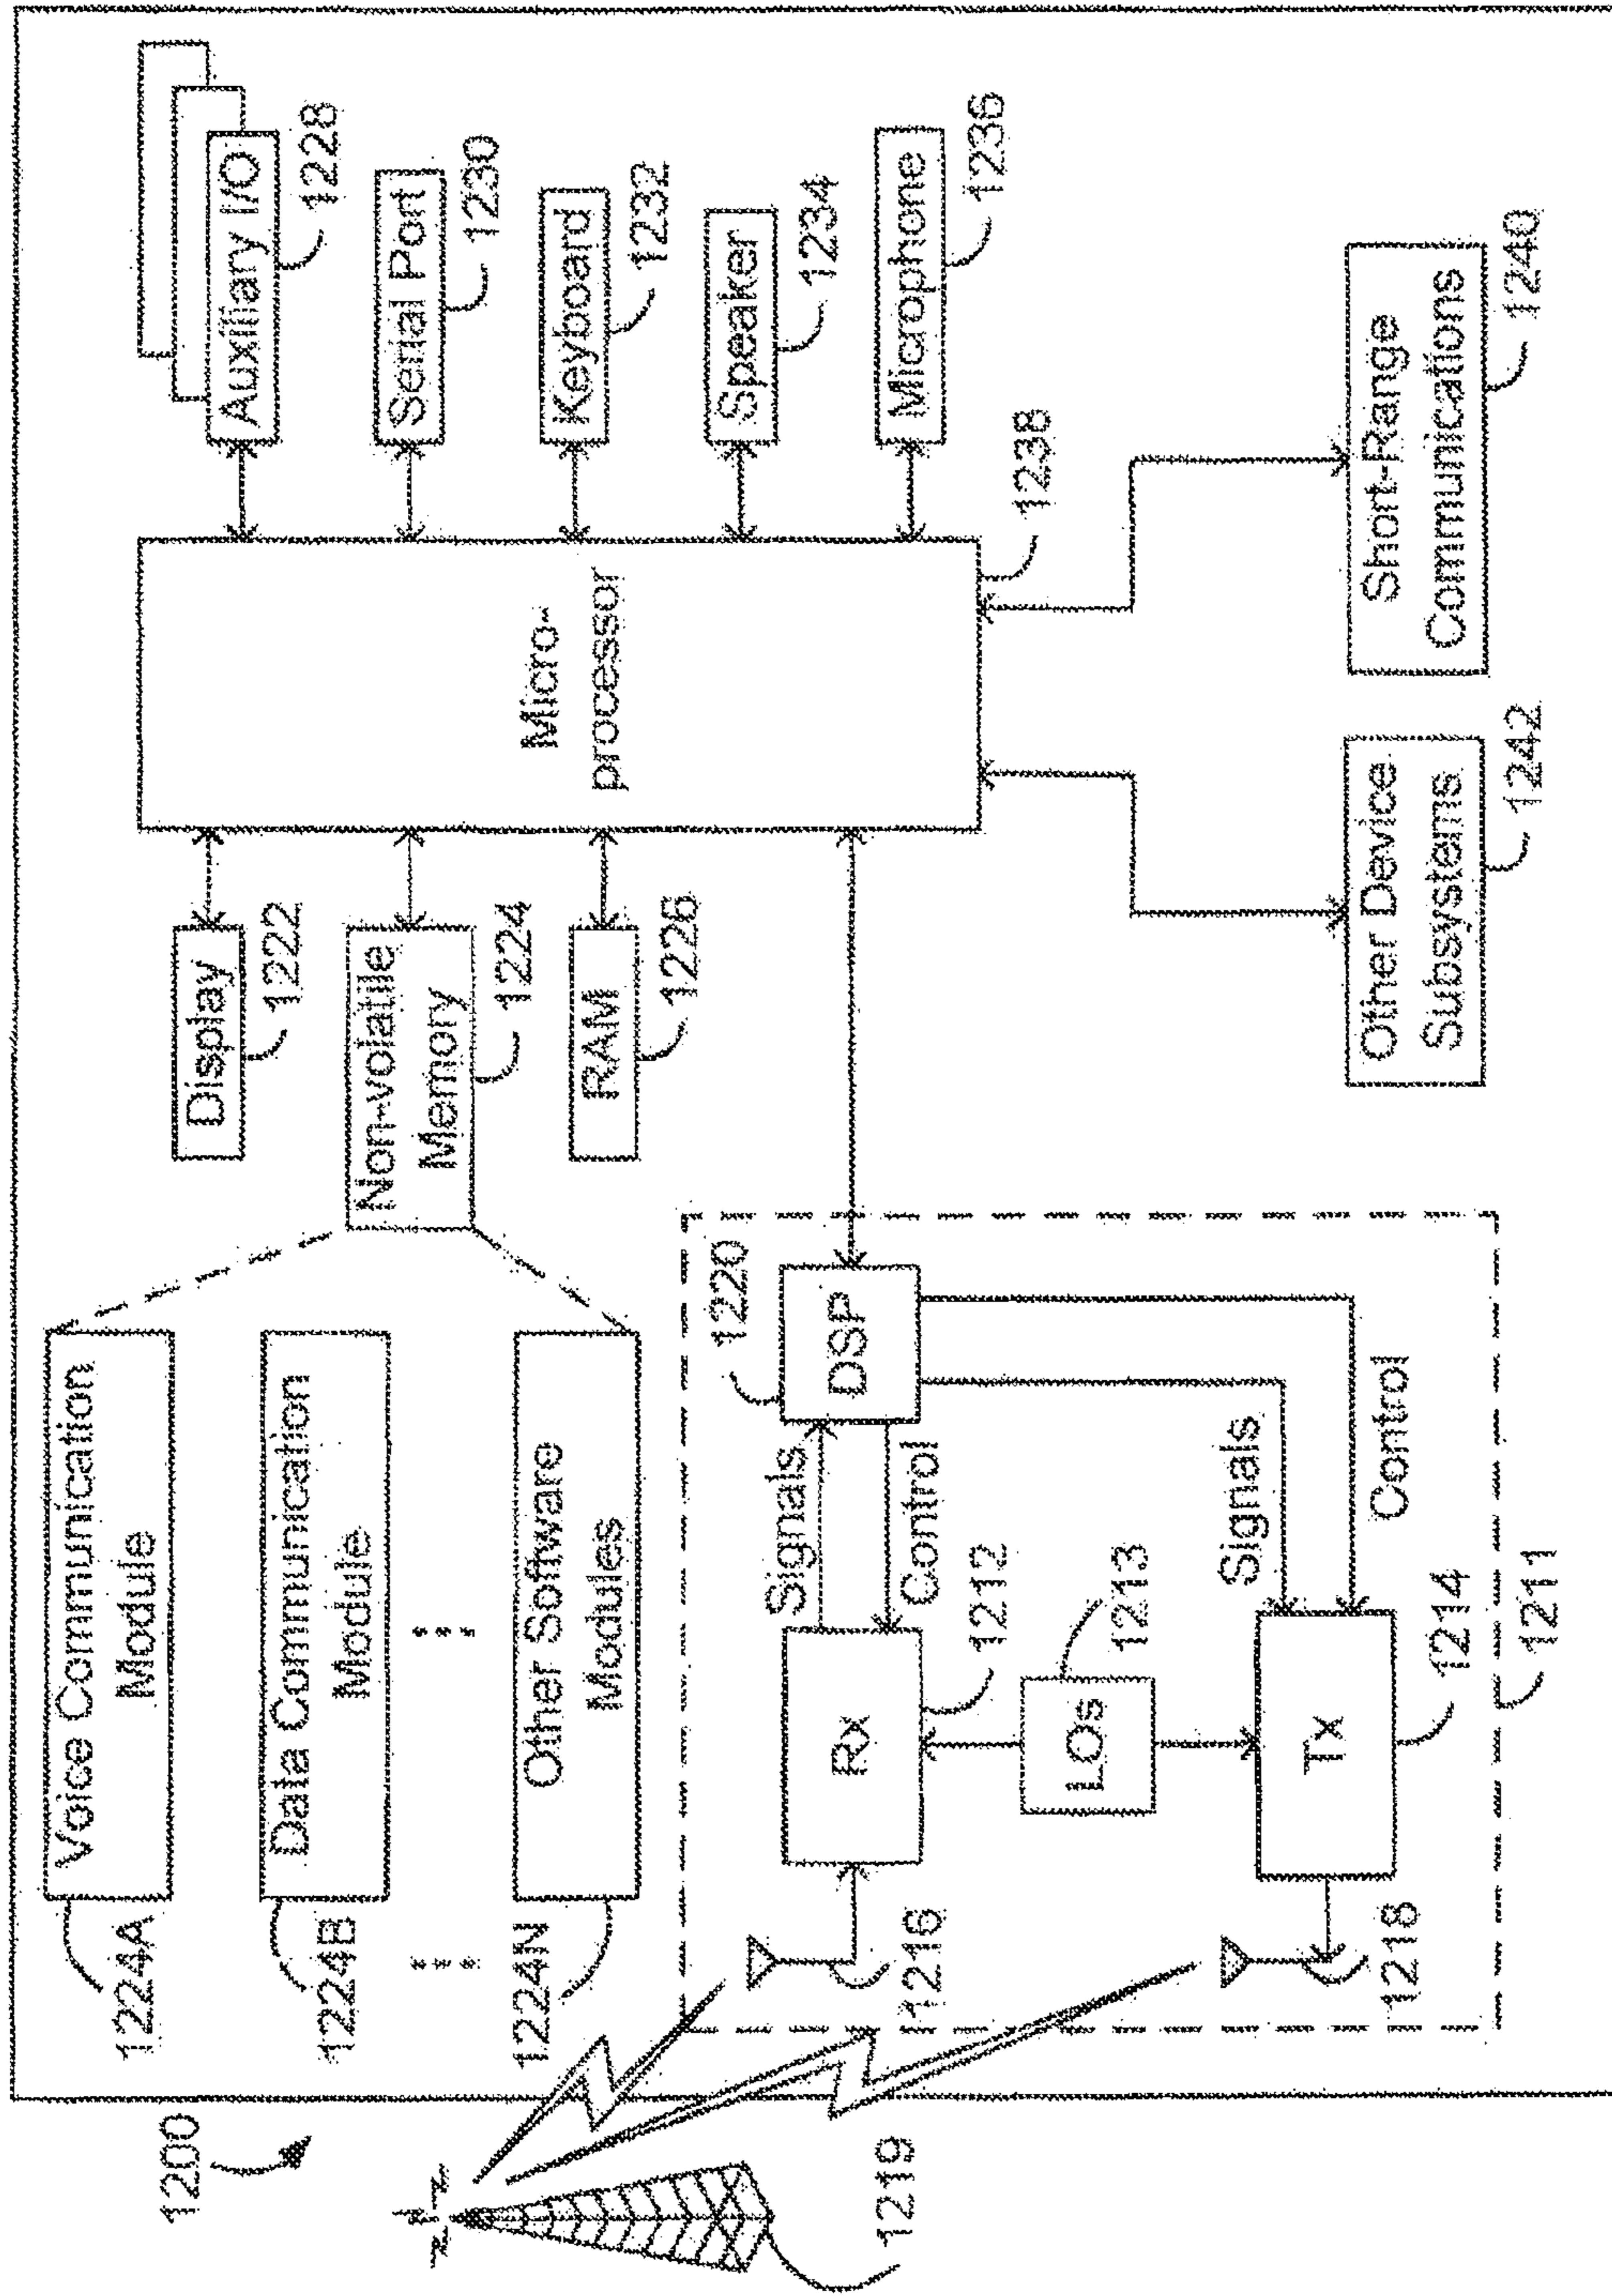 1200
1219
Voice Communication
Module
1224A
Data Communication
Module
1224B
Other Software
Modules
1224N
Display
1222
Non-volatile
Memory
1224
RAM
1226
Micro-
processor
1238
Auxiliary I/O
1228
Serial Port
1230
Keyboard
1232
Speaker
1234
Microphone
1236
Short-Range
Communications
1240
Other Device
Subsystems
1242
1220
DSP
Signals
Control
Rx
1212
LOs
1213
Signals
Control
Tx
1214
1216
1218
1211